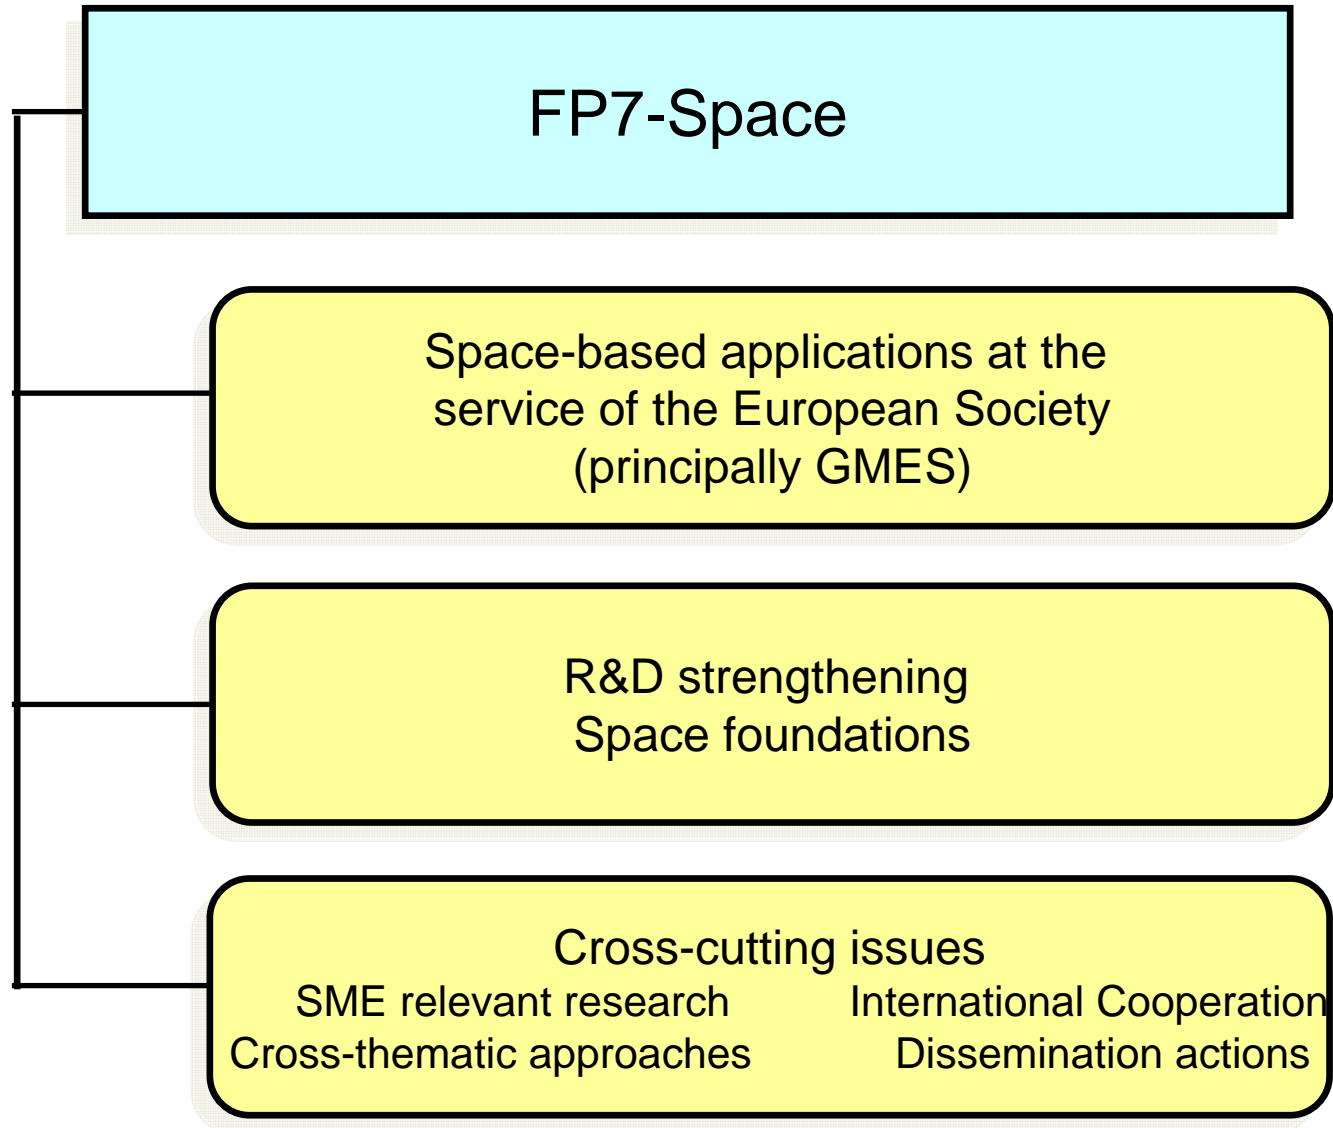 FP7-Space
Space-based applications at the
service of the European Society
(principally GMES)
R&D strengthening
Space foundations
Cross-cutting issues
SME relevant research International Cooperation
Cross-thematic approaches Dissemination actions